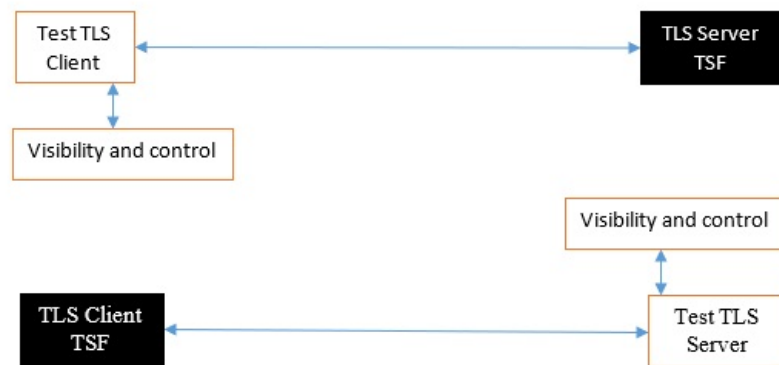 Test TLS
Client
TLS Server
TSF
Visibility and control
Visibility and control
TLS Client
TSF
Test TLS
Server